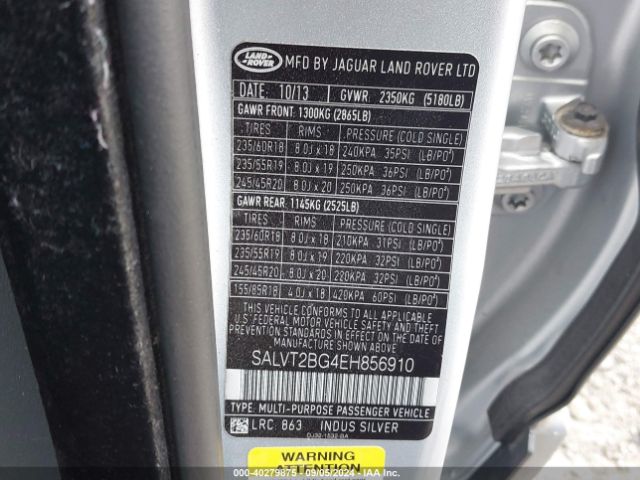 LAND ROVER
MFD BY JAGUAR LAND ROVER LTD
DATE: 10/13 GVWR. 2350KG (5180LB)
GAWR FRONT. 1300KG (2865LB)
TIRES RIMS PRESSURE (COLD SINGLE)
235/60R18 8.0J x 18 240KPA 35PSI (LB/PO²)
235/55R19 8.0J x 19 250KPA 36PSI (LB/PO²)
245/45R20 8.0J x 20 250KPA 36PSI (LB/PO²)
GAWR REAR. 1145KG (2525LB)
TIRES RIMS PRESSURE (COLD SINGLE)
235/60R18 8.0J x 18 210KPA 31PSI (LB/PO²)
235/55R19 8.0J x 19 220KPA 32PSI (LB/PO²)
245/45R20 8.0J x 20 220KPA 32PSI (LB/PO²)
155/85R18 4.0J x 18 420KPA 60PSI (LB/PO²)
THIS VEHICLE CONFORMS TO ALL APPLICABLE
U.S. FEDERAL MOTOR VEHICLE SAFETY, BUMPER, AND THEFT
PREVENTION STANDARDS IN EFFECT ON THE DATE OF
MANUFACTURE SHOWN ABOVE.
SALVT2BG4EH856910
TYPE: MULTI-PURPOSE PASSENGER VEHICLE
LRC: 863 INDUS SILVER
WARNING
ATTENTION
© - 40279875 - 09/05/2024 - IAAI.COM